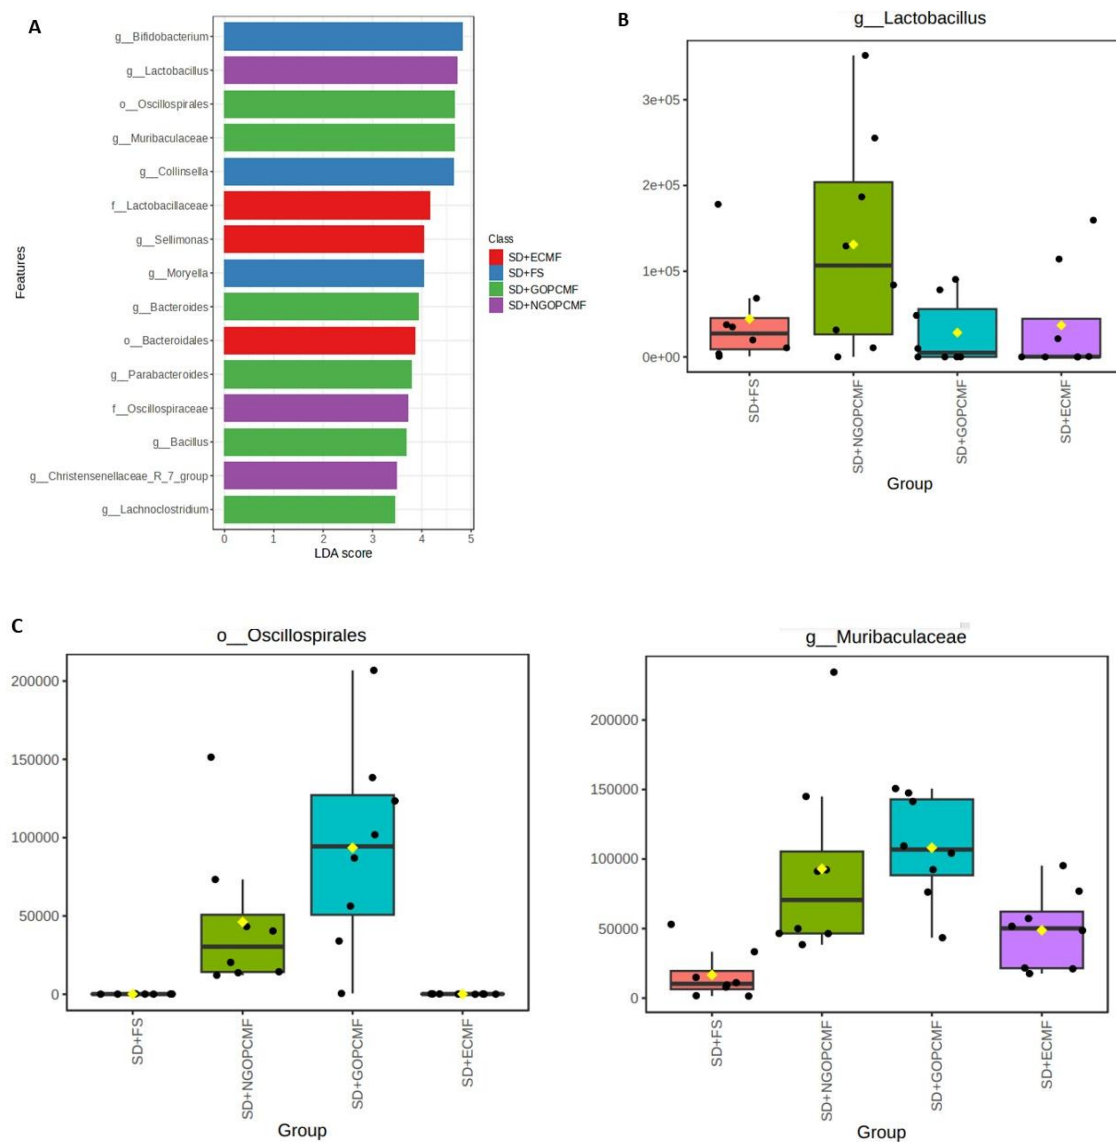 A
g__Bifidobacterium
g__Lactobacillus
o__Oscillospirales
g__Muribaculaceae
g__Collinsella
f__Lactobacillaceae
g__Sellimonas
g__Moryella
g__Bacteroides
o__Bacteroidales
g__Parabacteroides
f__Oscillospiraceae
g__Bacillus
g__Christensenellaceae_R_7_group
g__Lachnoclostridium
Features
0 1 2 3 4 5
LDA score
Class
SD+ECMF
SD+FS
SD+GOPCMF
SD+NGOPCMF
B
g__Lactobacillus
3e+05
2e+05
1e+05
0e+00
SD+FS
SD+NGOPCMF
SD+GOPCMF
SD+ECMF
Group
C
o__Oscillospirales
200000
150000
100000
50000
0
SD+FS
SD+NGOPCMF
SD+GOPCMF
SD+ECMF
Group
g__Muribaculaceae
200000
150000
100000
50000
0
SD+FS
SD+NGOPCMF
SD+GOPCMF
SD+ECMF
Group